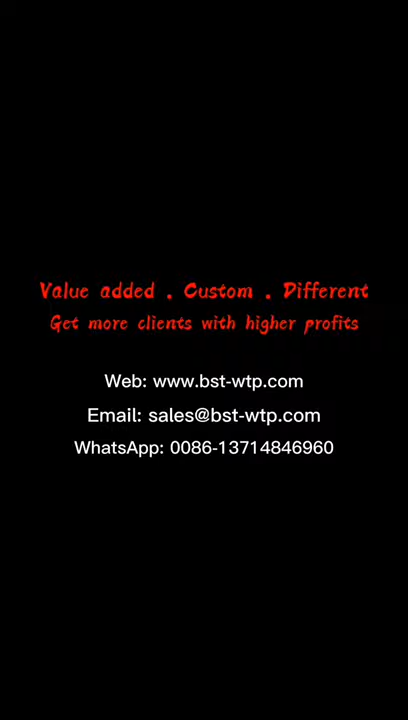 Value added . Custom . Different
Get more clients with higher profits
Web: www.bst-wtp.com
Email: sales@bst-wtp.com
WhatsApp: 0086-13714846960